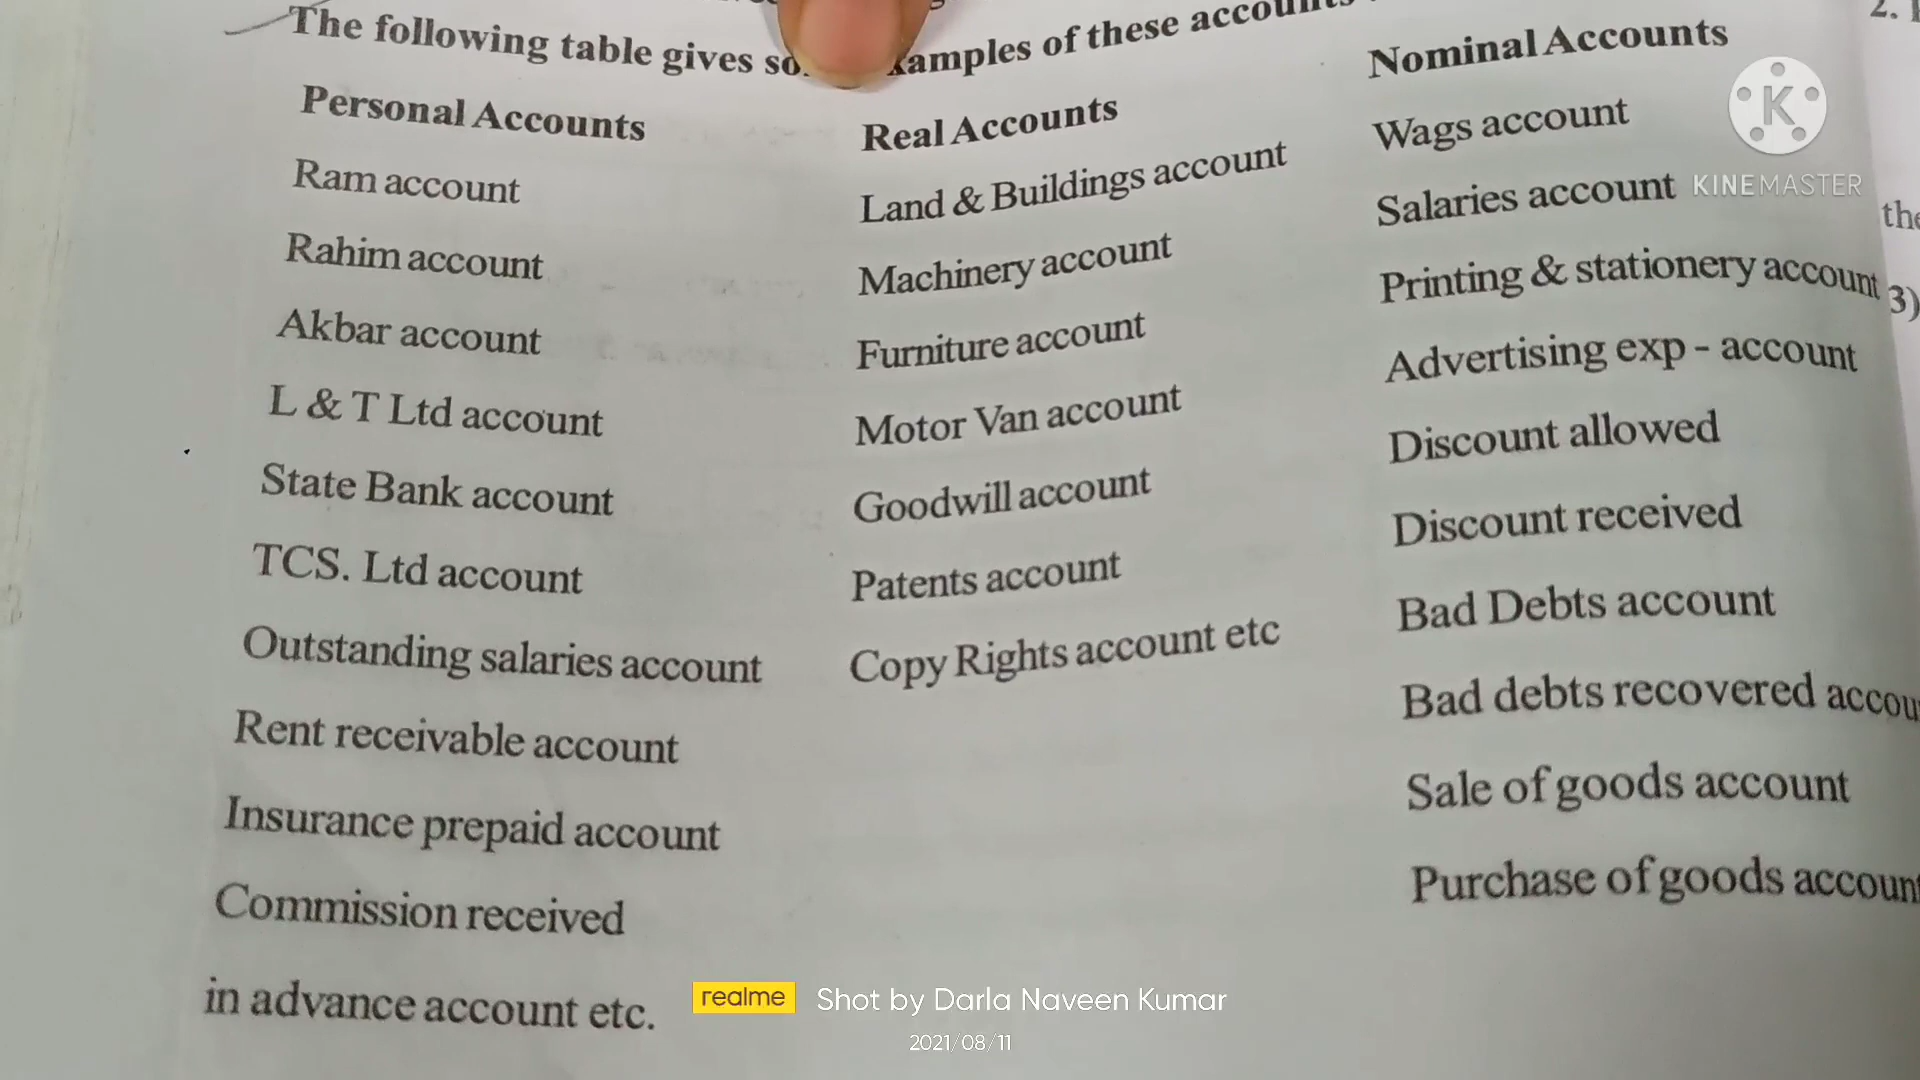 The following table gives examples of these
Personal Accounts
Ram account
Rahim account
Akbar account
L & T Ltd account
State Bank account
TCS. Ltd account
Outstanding salaries account
Rent receivable account
Insurance prepaid account
Commission received
in advance account etc.
Real Accounts
Land & Buildings account
Machinery account
Furniture account
Motor Van account
Goodwill account
Patents account
Copy Rights account etc
Nominal Accounts
Wags account
Salaries account
Printing & stationery account
Advertising exp - account
Discount allowed
Discount received
Bad Debts account
Bad debts recovered
Sale of goods account
Purchase of goods account
2.
3)
KINEMASTER
realme Shot by Darla Naveen Kumar
2021/08/11